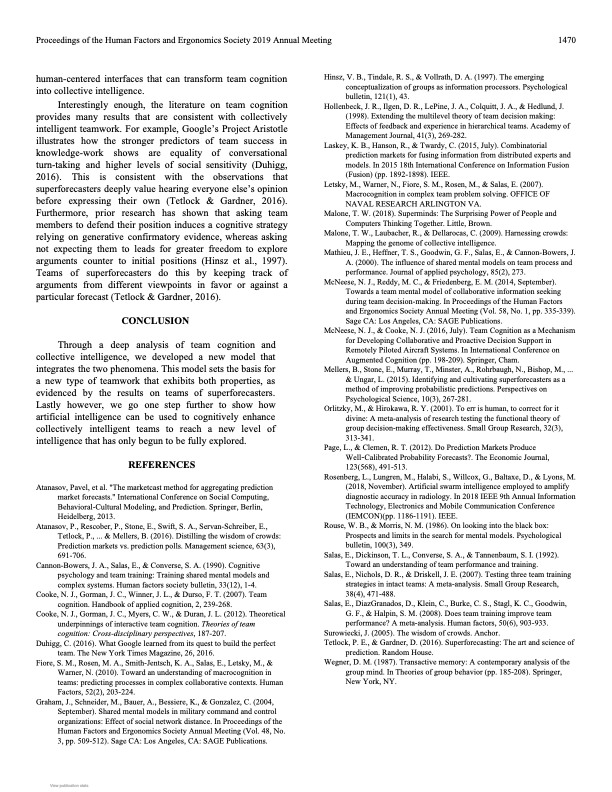 Proceedings of the Human Factors and Ergonomics Society 2019 Annual Meeting 1470
human-centered interfaces that can transform team cognition
into collective intelligence.
Interestingly enough, the literature on team cognition
provides many results that are consistent with collectively
intelligent teamwork. For example, Google's Project Aristotle
illustrates how the stronger predictors of team success in
knowledge-work shows are equality of conversational
turn-taking and higher levels of social sensitivity (Duhigg,
2016). This is consistent with the observations that
superforecasters deeply value hearing everyone else's opinion
before expressing their own (Tetlock & Gardner, 2016).
Furthermore, prior research has shown that asking team
members to defend their position induces a cognitive strategy
relying on generative confirmatory evidence, whereas asking
not expecting them to leads for greater freedom to explore
arguments counter to initial positions (Hinsz et al., 1997).
Teams of superforecasters do this by keeping track of
arguments from different viewpoints in favor or against a
particular forecast (Tetlock & Gardner, 2016).
CONCLUSION
Through a deep analysis of team cognition and
collective intelligence, we developed a new model that
integrates the two phenomena. This model sets the basis for
a new type of teamwork that exhibits both properties, as
evidenced by the results on teams of superforecasters.
Lastly however, we go one step further to show how
artificial intelligence can be used to cognitively enhance
collectively intelligent teams to reach a new level of
intelligence that has only begun to be fully explored.
REFERENCES
Atanasov, Pavel, et al. "The marketcast method for aggregating prediction
market forecasts." International Conference on Social Computing,
Behavioral-Cultural Modeling, and Prediction. Springer, Berlin,
Heidelberg, 2013.
Atanasov, P., Rescober, P., Stone, E., Swift, S. A., Servan-Schreiber, E.,
Tetlock, P., ... & Mellers, B. (2016). Distilling the wisdom of crowds:
Prediction markets vs. prediction polls. Management science, 63(3),
691-706.
Cannon-Bowers, J. A., Salas, E., & Converse, S. A. (1990). Cognitive
psychology and team training: Training shared mental models and
complex systems. Human factors society bulletin, 33(12), 1-4.
Cooke, N. J., Gorman, J. C., Winner, J. L., & Durso, F. T. (2007). Team
cognition. Handbook of applied cognition, 2, 239-268.
Cooke, N. J., Gorman, J. C., Myers, C. W., & Duran, J. L. (2012). Theoretical
underpinnings of interactive team cognition. Theories of team
cognition: Cross-disciplinary perspectives, 187-207.
Duhigg, C. (2016). What Google learned from its quest to build the perfect
team. The New York Times Magazine, 26, 2016.
Fiore, S. M., Rosen, M. A., Smith-Jentsch, K. A., Salas, E., Letsky, M., &
Warner, N. (2010). Toward an understanding of macrocognition in
teams: predicting processes in complex collaborative contexts. Human
Factors, 52(2), 203-224.
Graham, J., Schneider, M., Bauer, A., Bessiere, K., & Gonzalez, C. (2004,
September). Shared mental models in military command and control
organizations: Effect of social network distance. In Proceedings of the
Human Factors and Ergonomics Society Annual Meeting (Vol. 48, No.
3, pp. 509-512). Sage CA: Los Angeles, CA: SAGE Publications.
Hinsz, V. B., Tindale, R. S., & Vollrath, D. A. (1997). The emerging
conceptualization of groups as information processors. Psychological
bulletin, 121(1), 43.
Hollenbeck, J. R., Ilgen, D. R., LePine, J. A., Colquitt, J. A., & Hedlund, J.
(1998). Extending the multilevel theory of team decision making:
Effects of feedback and experience in hierarchical teams. Academy of
Management Journal, 41(3), 269-282.
Laskey, K. B., Hanson, R., & Twardy, C. (2015, July). Combinatorial
prediction markets for fusing information from distributed experts and
models. In 2015 18th International Conference on Information Fusion
(Fusion) (pp. 1892-1898). IEEE.
Letsky, M., Warner, N., Fiore, S. M., Rosen, M., & Salas, E. (2007).
Macrocognition in complex team problem solving. OFFICE OF
NAVAL RESEARCH ARLINGTON VA.
Malone, T. W. (2018). Superminds: The Surprising Power of People and
Computers Thinking Together. Little, Brown.
Malone, T. W., Laubacher, R., & Dellarocas, C. (2009). Harnessing crowds:
Mapping the genome of collective intelligence.
Mathieu, J. E., Heffner, T. S., Goodwin, G. F., Salas, E., & Cannon-Bowers, J.
A. (2000). The influence of shared mental models on team process and
performance. Journal of applied psychology, 85(2), 273.
McNeese, N. J., Reddy, M. C., & Friedenberg, E. M. (2014, September).
Towards a team mental model of collaborative information seeking
during team decision-making. In Proceedings of the Human Factors
and Ergonomics Society Annual Meeting (Vol. 58, No. 1, pp. 335-339).
Sage CA: Los Angeles, CA: SAGE Publications.
McNeese, N. J., & Cooke, N. J. (2016, July). Team Cognition as a Mechanism
for Developing Collaborative and Proactive Decision Support in
Remotely Piloted Aircraft Systems. In International Conference on
Augmented Cognition (pp. 198-209). Springer, Cham.
Mellers, B., Stone, E., Murray, T., Minster, A., Rohrbaugh, N., Bishop, M., ...
& Ungar, L. (2015). Identifying and cultivating superforecasters as a
method of improving probabilistic predictions. Perspectives on
Psychological Science, 10(3), 267-281.
Orlitzky, M., & Hirokawa, R. Y. (2001). To err is human, to correct for it
divine: A meta-analysis of research testing the functional theory of
group decision-making effectiveness. Small Group Research, 32(3),
313-341.
Page, L., & Clemen, R. T. (2012). Do Prediction Markets Produce
Well-Calibrated Probability Forecasts?. The Economic Journal,
123(568), 491-513.
Rosenberg, L., Lungren, M., Halabi, S., Willcox, G., Baltaxe, D., & Lyons, M.
(2018, November). Artificial swarm intelligence employed to amplify
diagnostic accuracy in radiology. In 2018 IEEE 9th Annual Information
Technology, Electronics and Mobile Communication Conference
(IEMCON)(pp. 1186-1191). IEEE.
Rouse, W. B., & Morris, N. M. (1986). On looking into the black box:
Prospects and limits in the search for mental models. Psychological
bulletin, 100(3), 349.
Salas, E., Dickinson, T. L., Converse, S. A., & Tannenbaum, S. I. (1992).
Toward an understanding of team performance and training.
Salas, E., Nichols, D. R., & Driskell, J. E. (2007). Testing three team training
strategies in intact teams: A meta-analysis. Small Group Research,
38(4), 471-488.
Salas, E., DiazGranados, D., Klein, C., Burke, C. S., Stagl, K. C., Goodwin,
G. F., & Halpin, S. M. (2008). Does team training improve team
performance? A meta-analysis. Human factors, 50(6), 903-933.
Surowiecki, J. (2005). The wisdom of crowds. Anchor.
Tetlock, P. E., & Gardner, D. (2016). Superforecasting: The art and science of
prediction. Random House.
Wegner, D. M. (1987). Transactive memory: A contemporary analysis of the
group mind. In Theories of group behavior (pp. 185-208). Springer,
New York, NY.
View publication stats